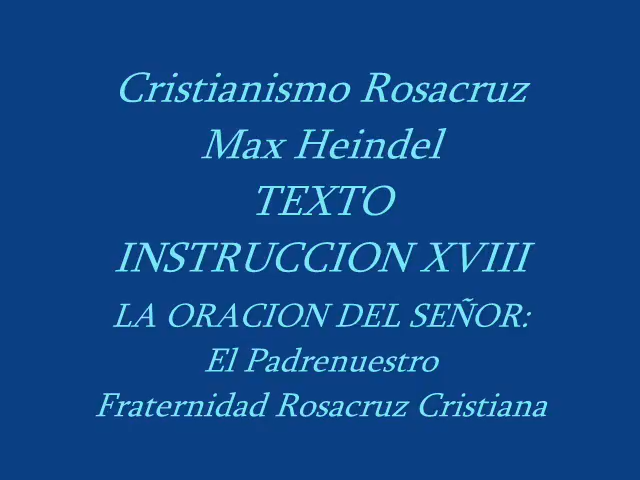 Cristianismo Rosacruz
Max Heindel
TEXTO
INSTRUCCION XVIII
LA ORACION DEL SEÑOR:
El Padrenuestro
Fraternidad Rosacruz Cristiana